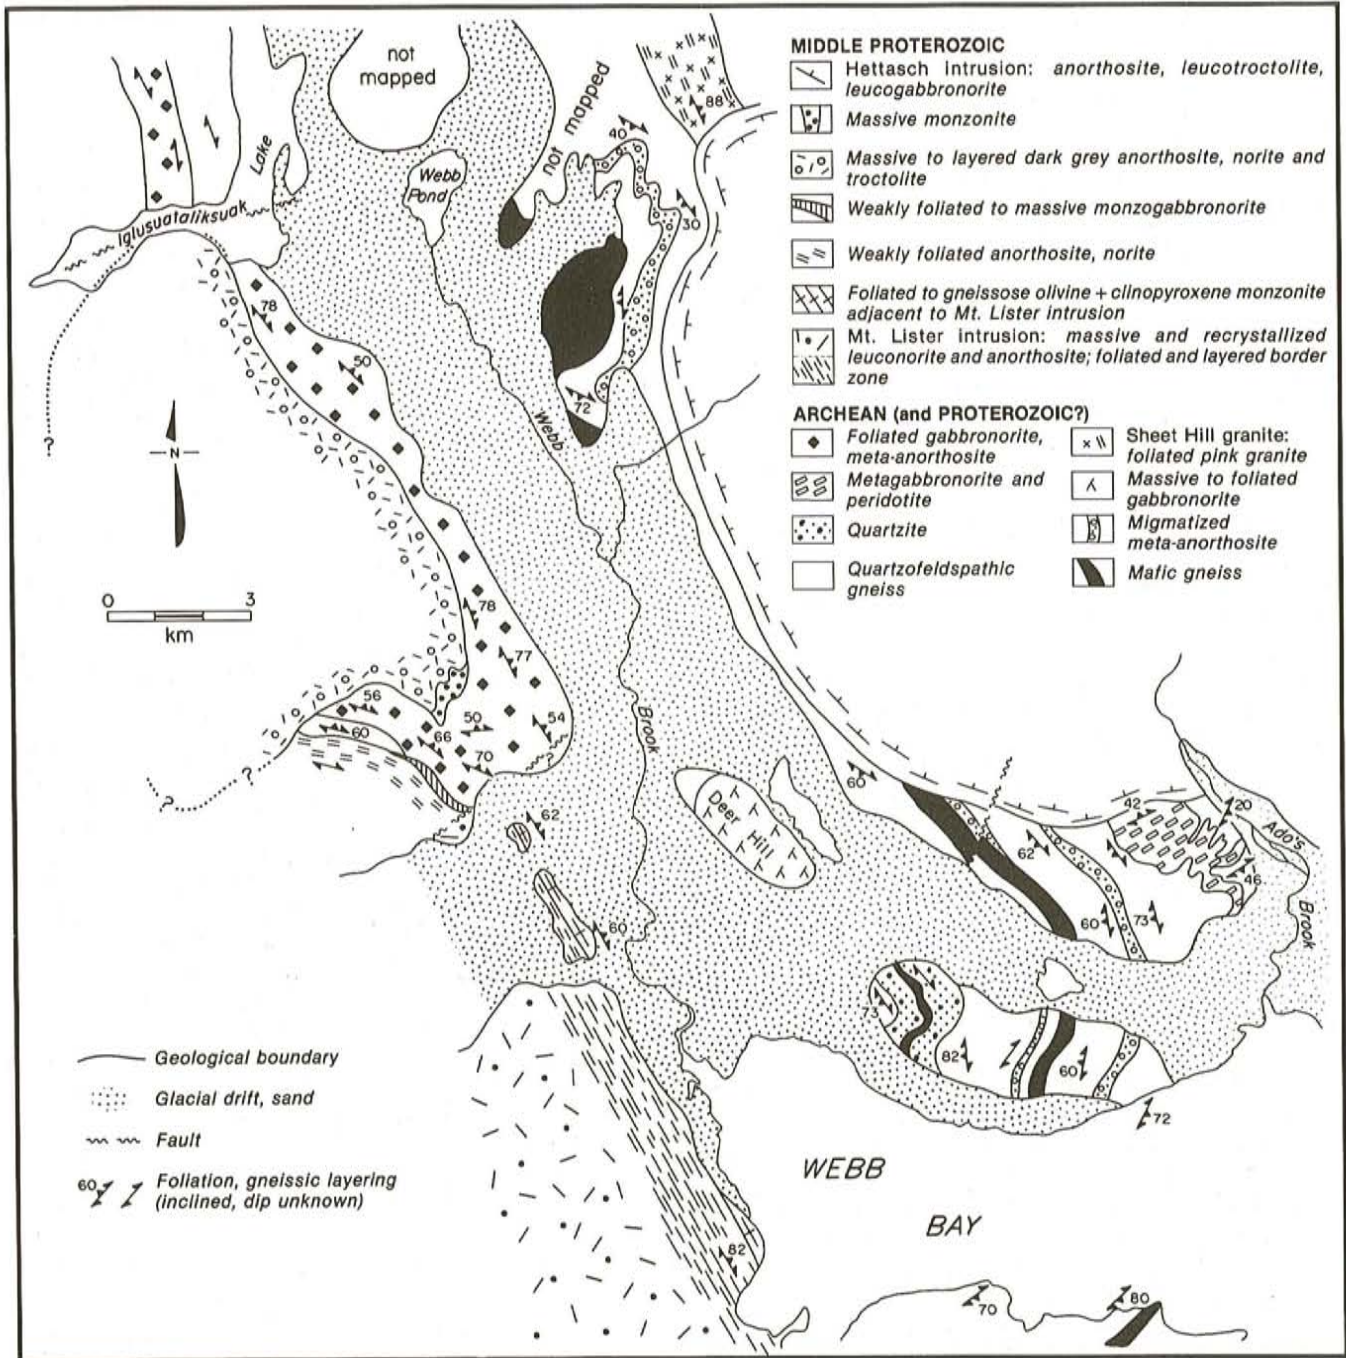 not
mapped
not mapped
88
40
Lake
Webb
Pond
30
Iglusuataliksuak
78
50
72
Webb
?
N
0 3
km
78
77
56
50
54
60
66
70
?
?
Brook
62
60
Deer Hill
60
62
42
20
Ado's
46
60
73
Brook
73
82
60
72
WEBB
BAY
82
70
80
MIDDLE PROTEROZOIC
Hettasch intrusion: anorthosite, leucotroctolite,
leucogabbronorite
Massive monzonite
Massive to layered dark grey anorthosite, norite and
troctolite
Weakly foliated to massive monzogabbronorite
Weakly foliated anorthosite, norite
Foliated to gneissose olivine + clinopyroxene monzonite
adjacent to Mt. Lister intrusion
Mt. Lister intrusion: massive and recrystallized
leuconorite and anorthosite; foliated and layered border
zone
ARCHEAN (and PROTEROZOIC?)
Foliated gabbronorite,
meta-anorthosite
Metagabbronorite and
peridotite
Quartzite
Quartzofeldspathic
gneiss
Sheet Hill granite:
foliated pink granite
Massive to foliated
gabbronorite
Migmatized
meta-anorthosite
Mafic gneiss
Geological boundary
Glacial drift, sand
Fault
60
Foliation, gneissic layering
(inclined, dip unknown)